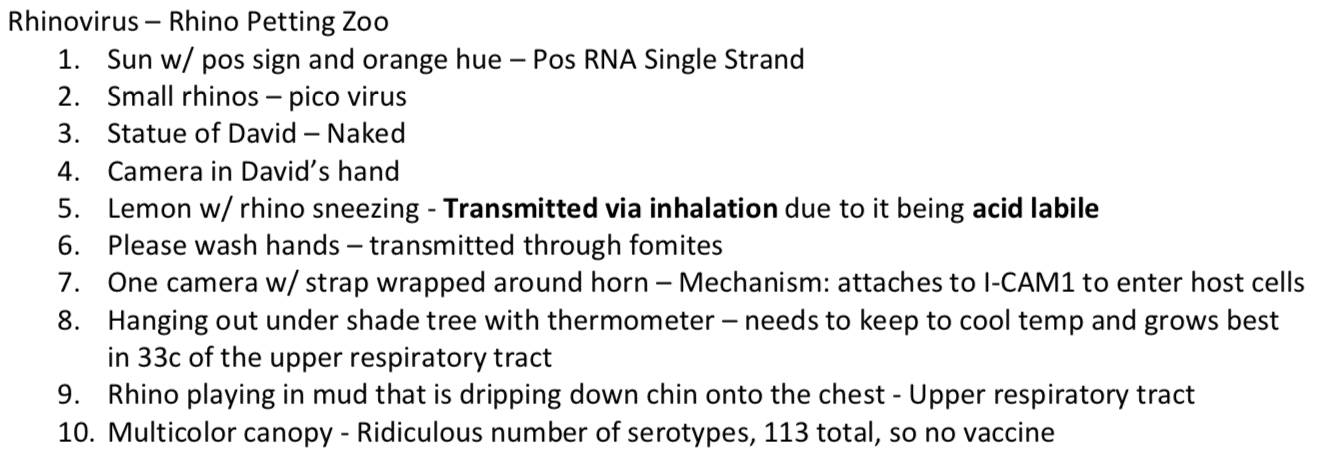 Rhinovirus – Rhino Petting Zoo
1. Sun w/ pos sign and orange hue – Pos RNA Single Strand
2. Small rhinos – pico virus
3. Statue of David – Naked
4. Camera in David’s hand
5. Lemon w/ rhino sneezing - Transmitted via inhalation due to it being acid labile
6. Please wash hands – transmitted through fomites
7. One camera w/ strap wrapped around horn – Mechanism: attaches to I-CAM1 to enter host cells
8. Hanging out under shade tree with thermometer – needs to keep to cool temp and grows best
in 33c of the upper respiratory tract
9. Rhino playing in mud that is dripping down chin onto the chest - Upper respiratory tract
10. Multicolor canopy - Ridiculous number of serotypes, 113 total, so no vaccine